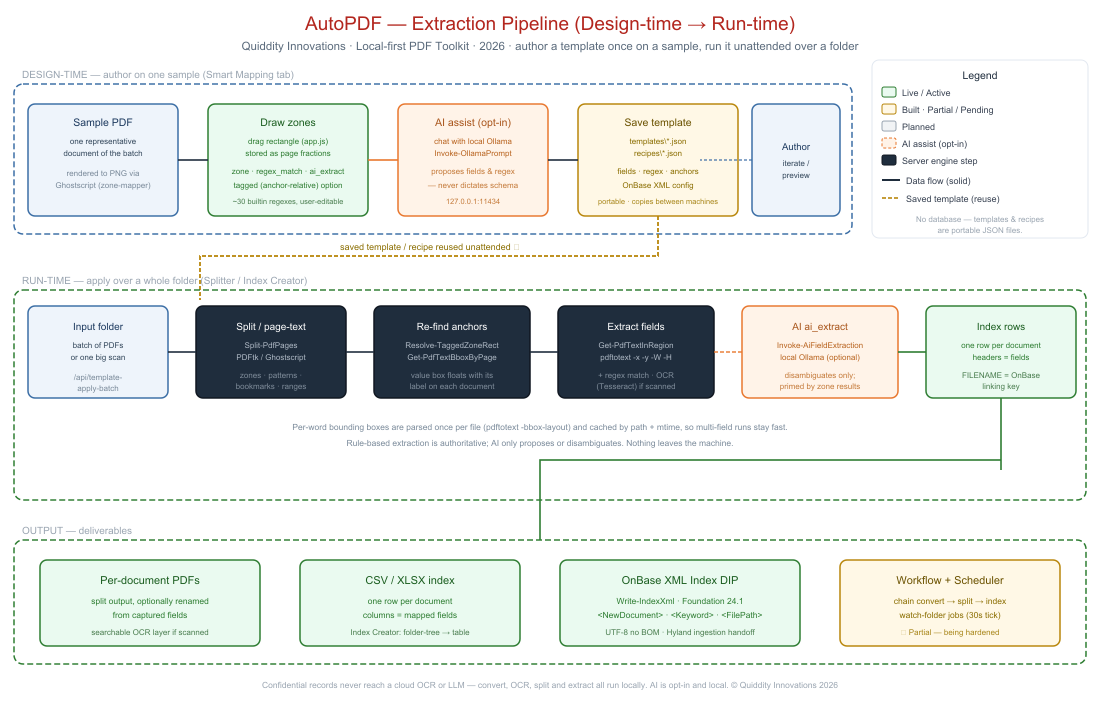 AutoPDF — Extraction Pipeline (Design-time → Run-time)
Quiddity Innovations · Local-first PDF Toolkit · 2026 · author a template once on a sample, run it unattended over a folder
DESIGN-TIME — author on one sample (Smart Mapping tab)
Sample PDF
one representative
document of the batch
rendered to PNG via
Ghostscript (zone-mapper)
Draw zones
drag rectangle (app.js)
stored as page fractions
zone · regex_match · ai_extract
tagged (anchor-relative) option
~30 builtin regexes, user-editable
AI assist (opt-in)
chat with local Ollama
Invoke-OllamaPrompt
proposes fields & regex
— never dictates schema
127.0.0.1:11434
Save template
templates\*.json
recipes\*.json
fields · regex · anchors
OnBase XML config
portable · copies between machines
Author
iterate /
preview
Legend
Live / Active
Built · Partial / Pending
Planned
AI assist (opt-in)
Server engine step
Data flow (solid)
Saved template (reuse)
No database — templates & recipes
are portable JSON files.
saved template / recipe reused unattended
RUN-TIME — apply over a whole folder (Splitter / Index Creator)
Input folder
batch of PDFs
or one big scan
/api/template-
apply-batch
Split / page-text
Split-PdfPages
PDFtk / Ghostscript
zones · patterns ·
bookmarks · ranges
Re-find anchors
Resolve-TaggedZoneRect
Get-PdfTextBboxByPage
value box floats with its
label on each document
Extract fields
Get-PdfTextInRegion
pdftotext -x -y -W -H
+ regex match · OCR
(Tesseract) if scanned
AI ai_extract
Invoke-AiFieldExtraction
local Ollama (optional)
disambiguates only;
primed by zone results
Index rows
one row per document
headers = fields
FILENAME = OnBase
linking key
Per-word bounding boxes are parsed once per file (pdftotext -bbox-layout) and cached by path + mtime, so multi-field runs stay fast.
Rule-based extraction is authoritative; AI only proposes or disambiguates. Nothing leaves the machine.
OUTPUT — deliverables
Per-document PDFs
split output, optionally renamed
from captured fields
searchable OCR layer if scanned
CSV / XLSX index
one row per document
columns = mapped fields
Index Creator: folder-tree → table
OnBase XML Index DIP
Write-IndexXml · Foundation 24.1
<NewDocument> · <Keyword> · <FilePath>
UTF-8 no BOM · Hyland ingestion handoff
Workflow + Scheduler
chain convert → split → index
watch-folder jobs (30s tick)
Partial — being hardened
Confidential records never reach a cloud OCR or LLM — convert, OCR, split and extract all run locally. AI is opt-in and local. © Quiddity Innovations 2026